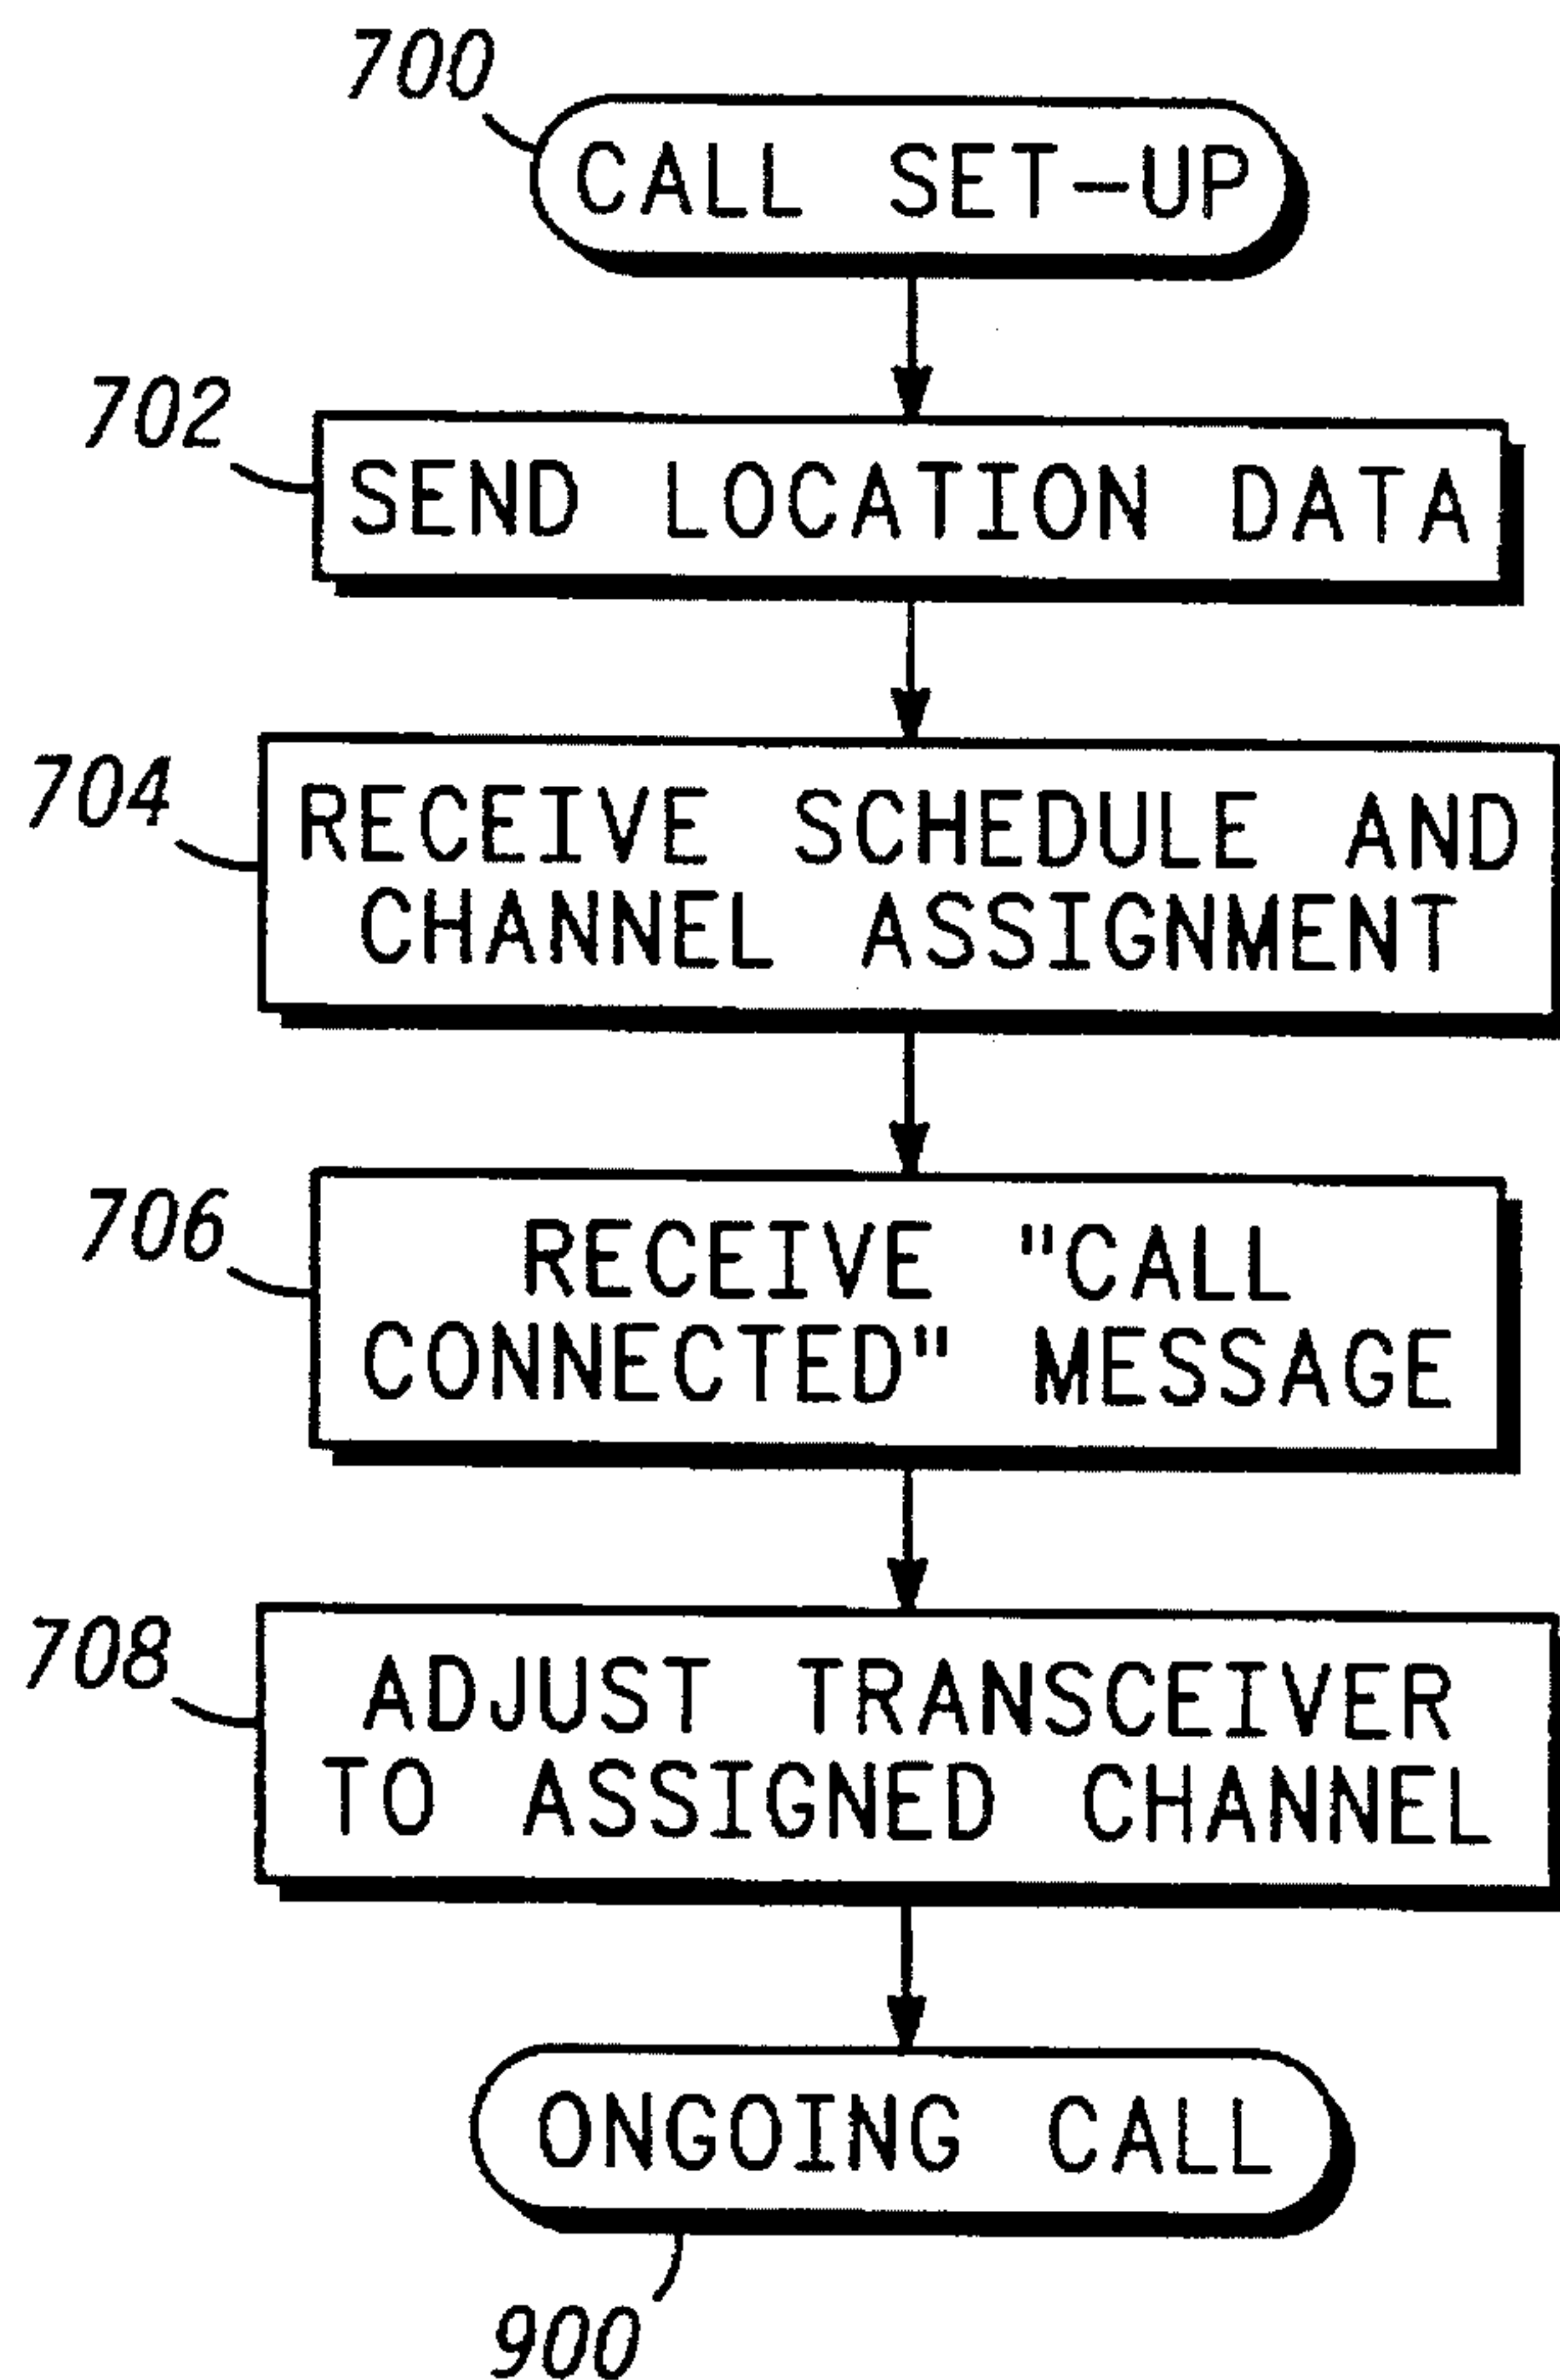 700
CALL SET-UP
702
SEND LOCATION DATA
704
RECEIVE SCHEDULE AND
CHANNEL ASSIGNMENT
706
RECEIVE "CALL
CONNECTED" MESSAGE
708
ADJUST TRANSCEIVER
TO ASSIGNED CHANNEL
ONGOING CALL
900